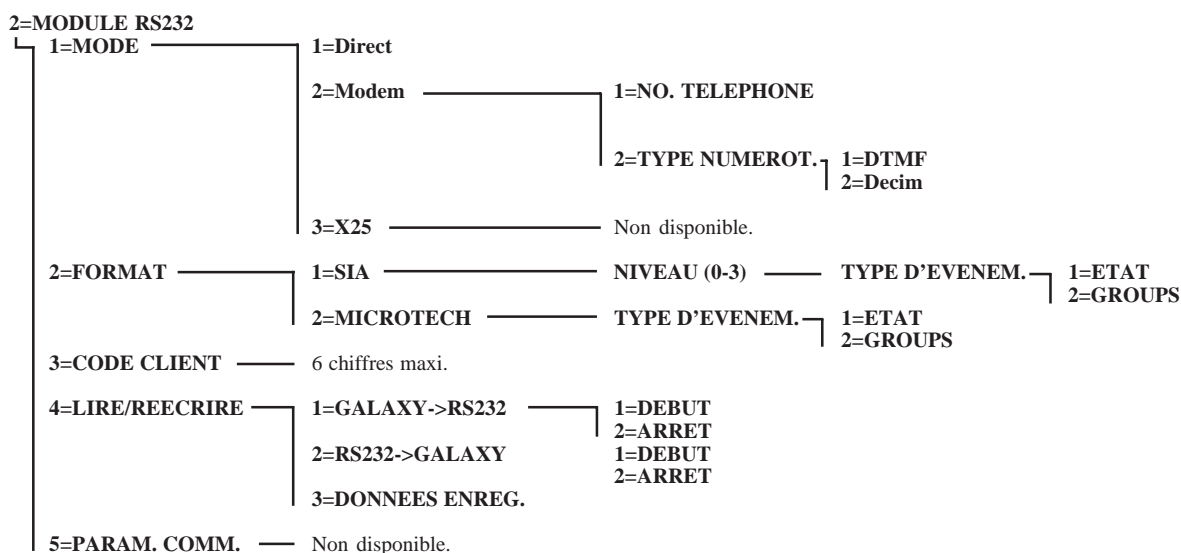 2=MODULE RS232
1=MODE 1=Direct
2=Modem 1=NO. TELEPHONE
2=TYPE NUMEROT. 1=DTMF
2=Decim
3=X25 Non disponible.
2=FORMAT 1=SIA NIVEAU (0-3) TYPE D'EVENEM. 1=ETAT
2=GROUPS
2=MICROTECH TYPE D'EVENEM. 1=ETAT
2=GROUPS
3=CODE CLIENT 6 chiffres maxi.
4=LIRE/REECRIRE 1=GALAXY->RS232 1=DEBUT
2=ARRET
2=RS232->GALAXY 1=DEBUT
2=ARRET
3=DONNEES ENREG.
5=PARAM. COMM. Non disponible.